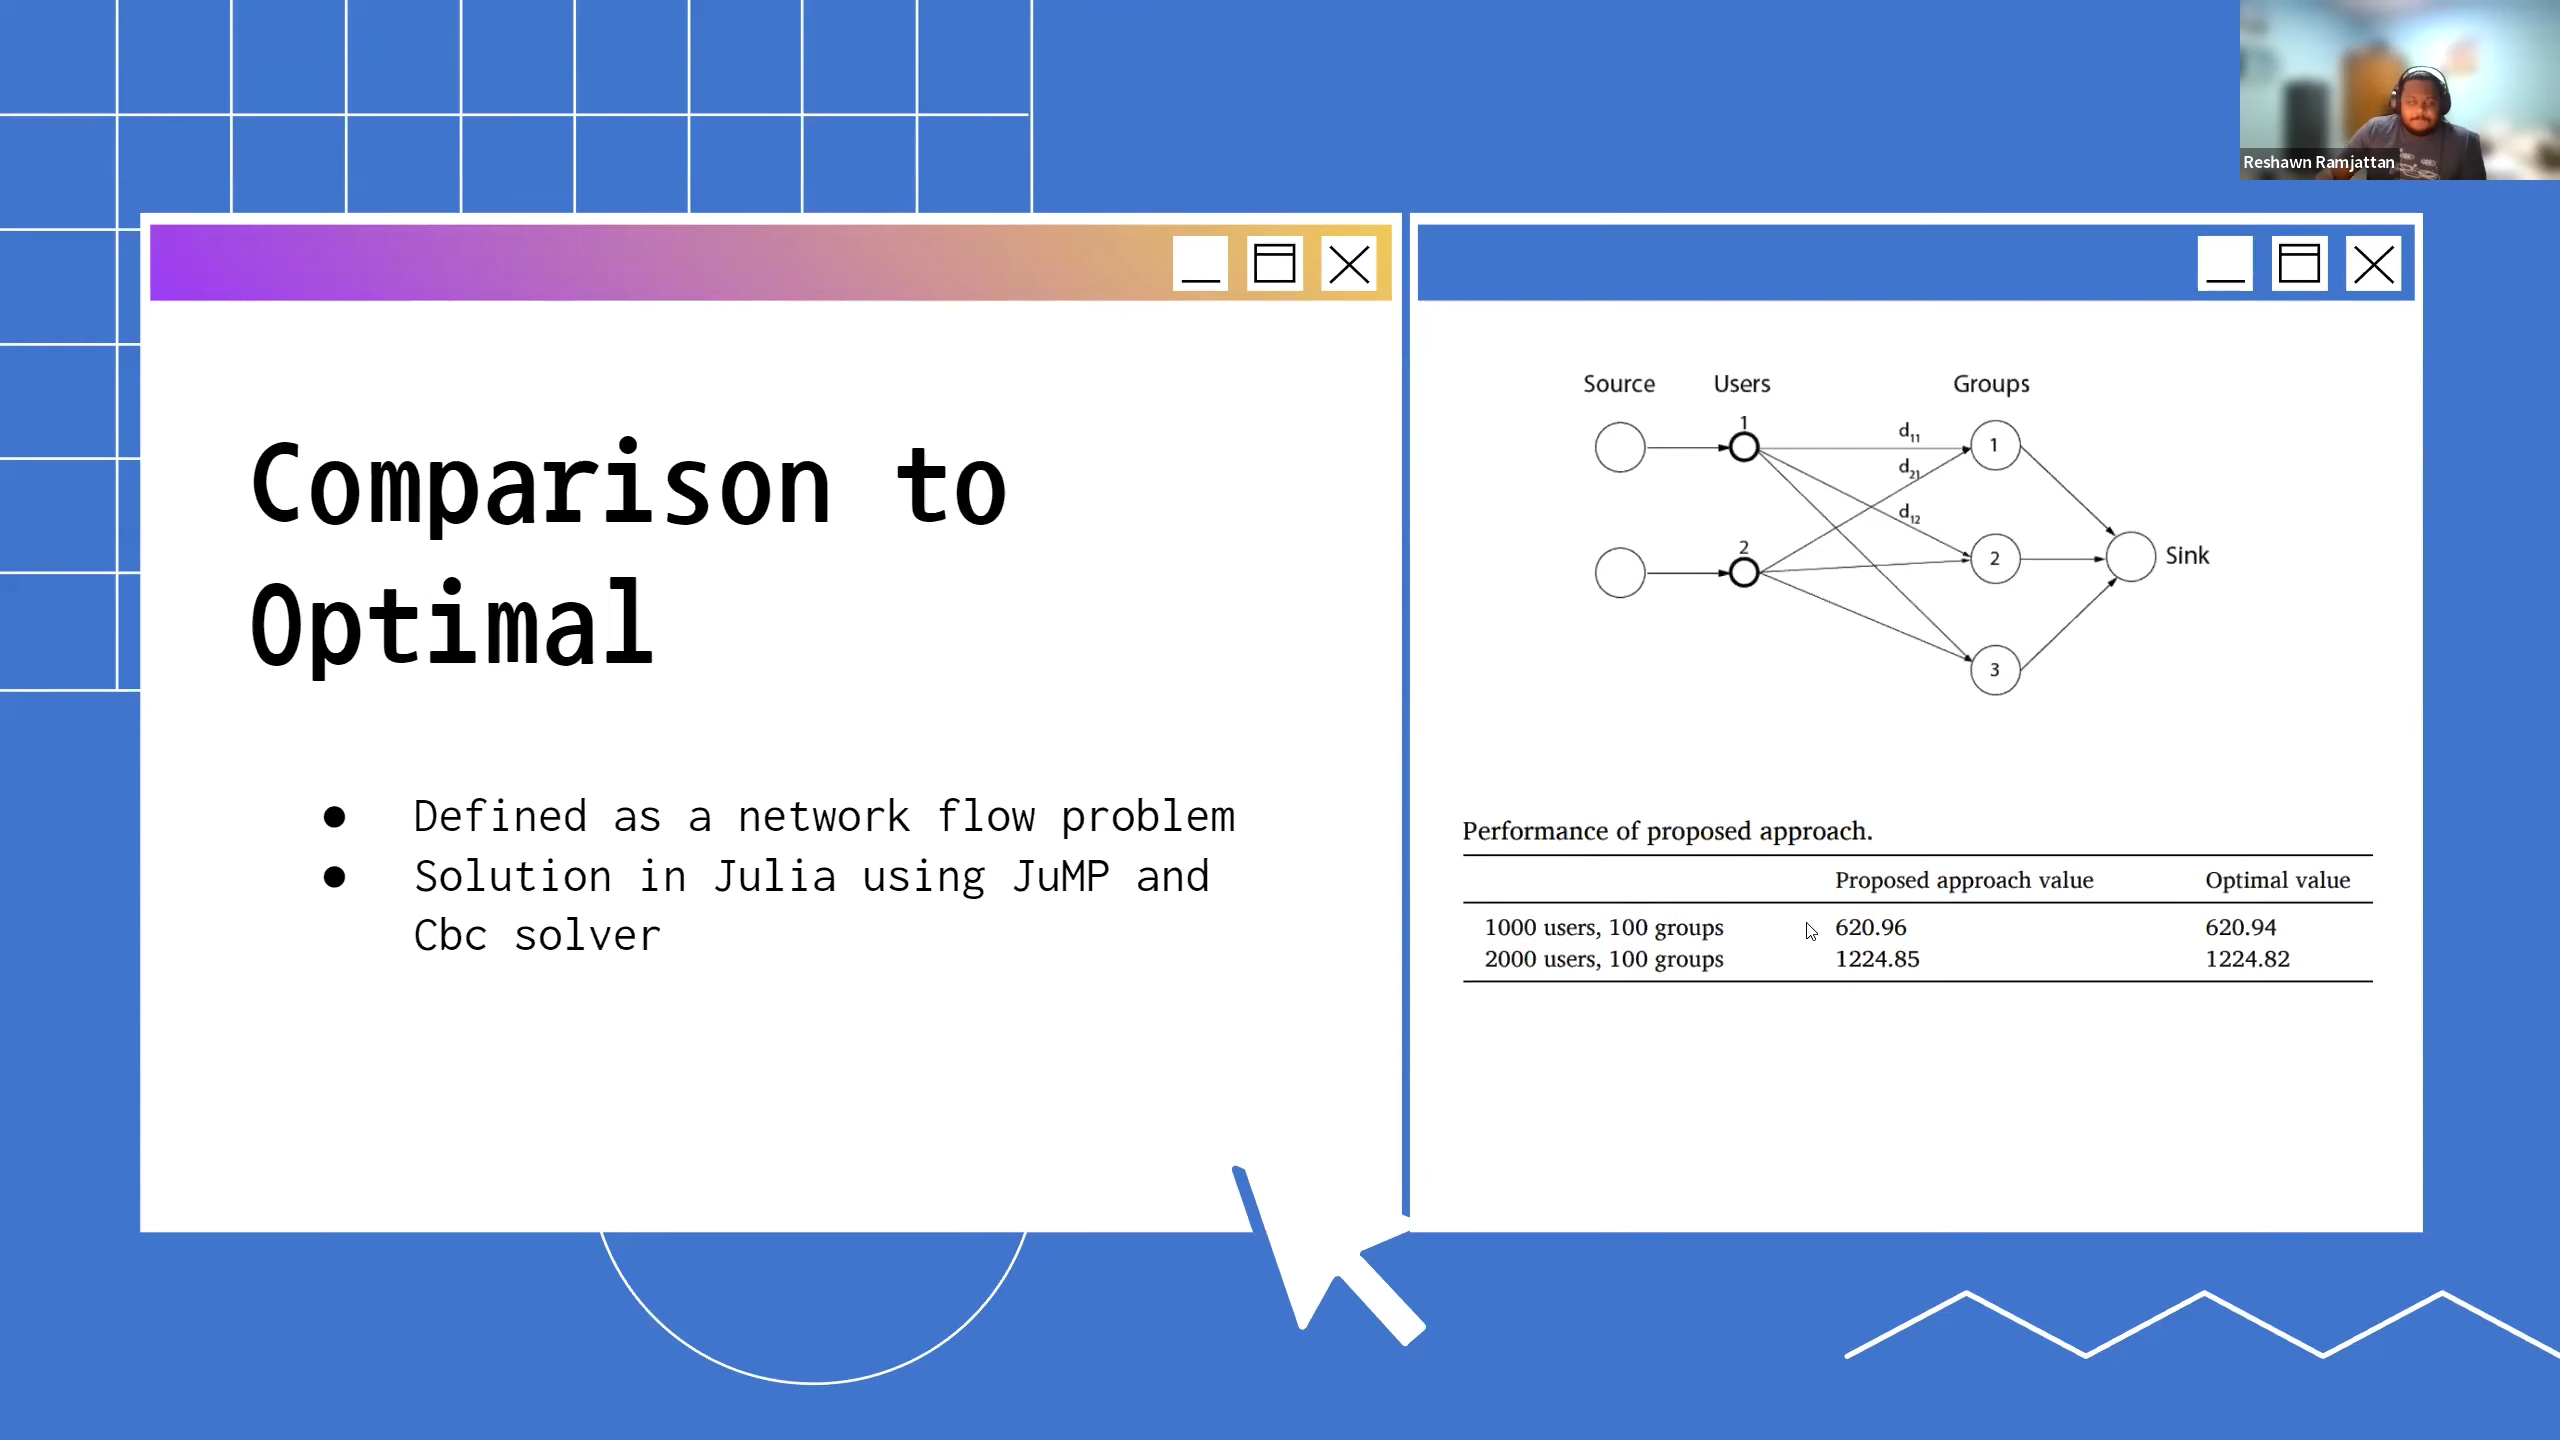 Reshawn Ramjattan
Comparison to
Optimal
● Defined as a network flow problem
● Solution in Julia using JuMP and
Cbc solver
Source Users Groups
1 d11 1
d21
d12
2 2 Sink
3
Performance of proposed approach.
Proposed approach value Optimal value
1000 users, 100 groups 620.96 620.94
2000 users, 100 groups 1224.85 1224.82